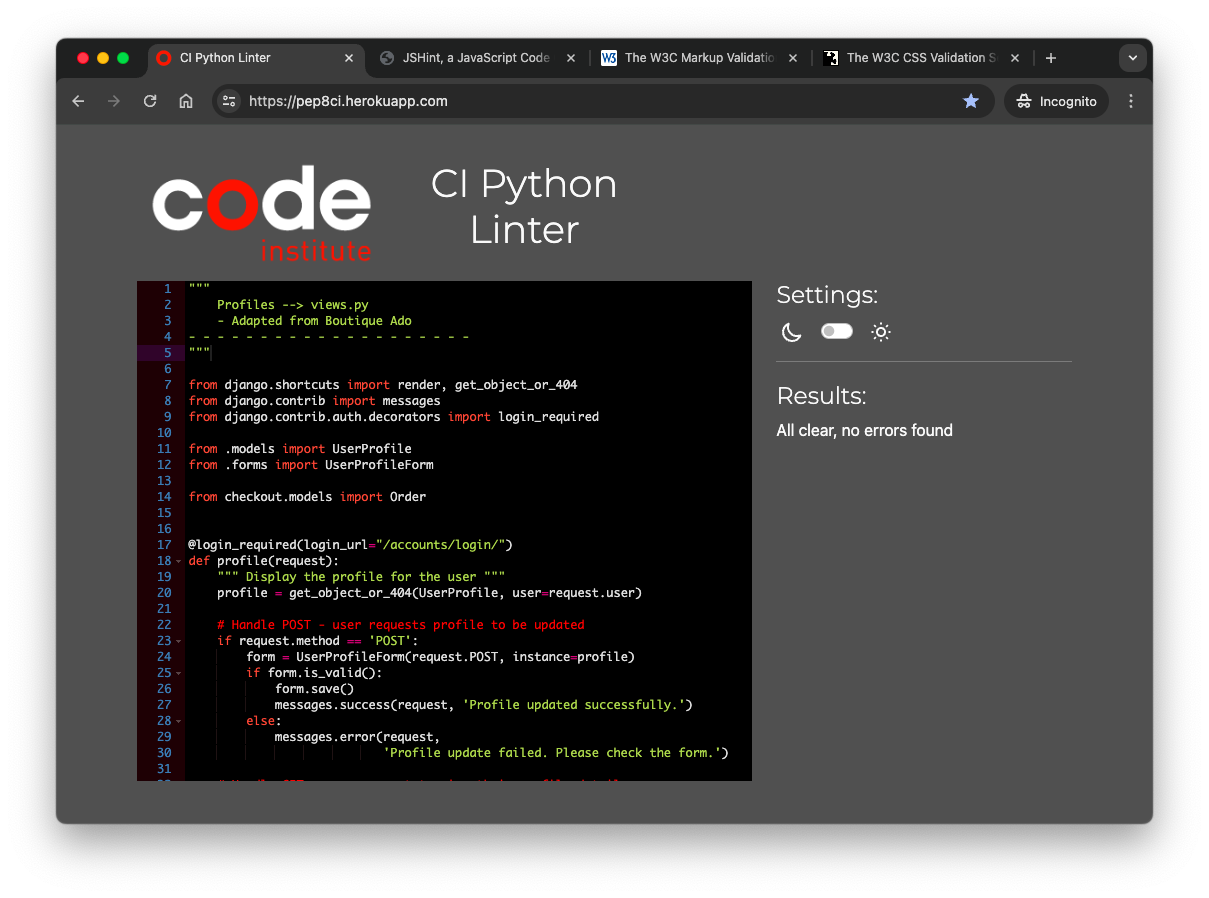 CI Python Linter
JSHint, a JavaScript Code
The W3C Markup Validatio
The W3C CSS Validation S
https://pep8ci.herokuapp.com
Incognito
code
institute
CI Python
Linter
1 """
2     Profiles --> views.py
3     - Adapted from Boutique Ado
4 - - - - - - - - - - - - - - - - - - - -
5 """
6
7 from django.shortcuts import render, get_object_or_404
8 from django.contrib import messages
9 from django.contrib.auth.decorators import login_required
10
11 from .models import UserProfile
12 from .forms import UserProfileForm
13
14 from checkout.models import Order
15
16
17 @login_required(login_url="/accounts/login/")
18 def profile(request):
19     """ Display the profile for the user """
20     profile = get_object_or_404(UserProfile, user=request.user)
21
22     # Handle POST - user requests profile to be updated
23     if request.method == 'POST':
24         form = UserProfileForm(request.POST, instance=profile)
25         if form.is_valid():
26             form.save()
27             messages.success(request, 'Profile updated successfully.')
28         else:
29             messages.error(request,
30                            'Profile update failed. Please check the form.')
31
Settings:
Results:
All clear, no errors found